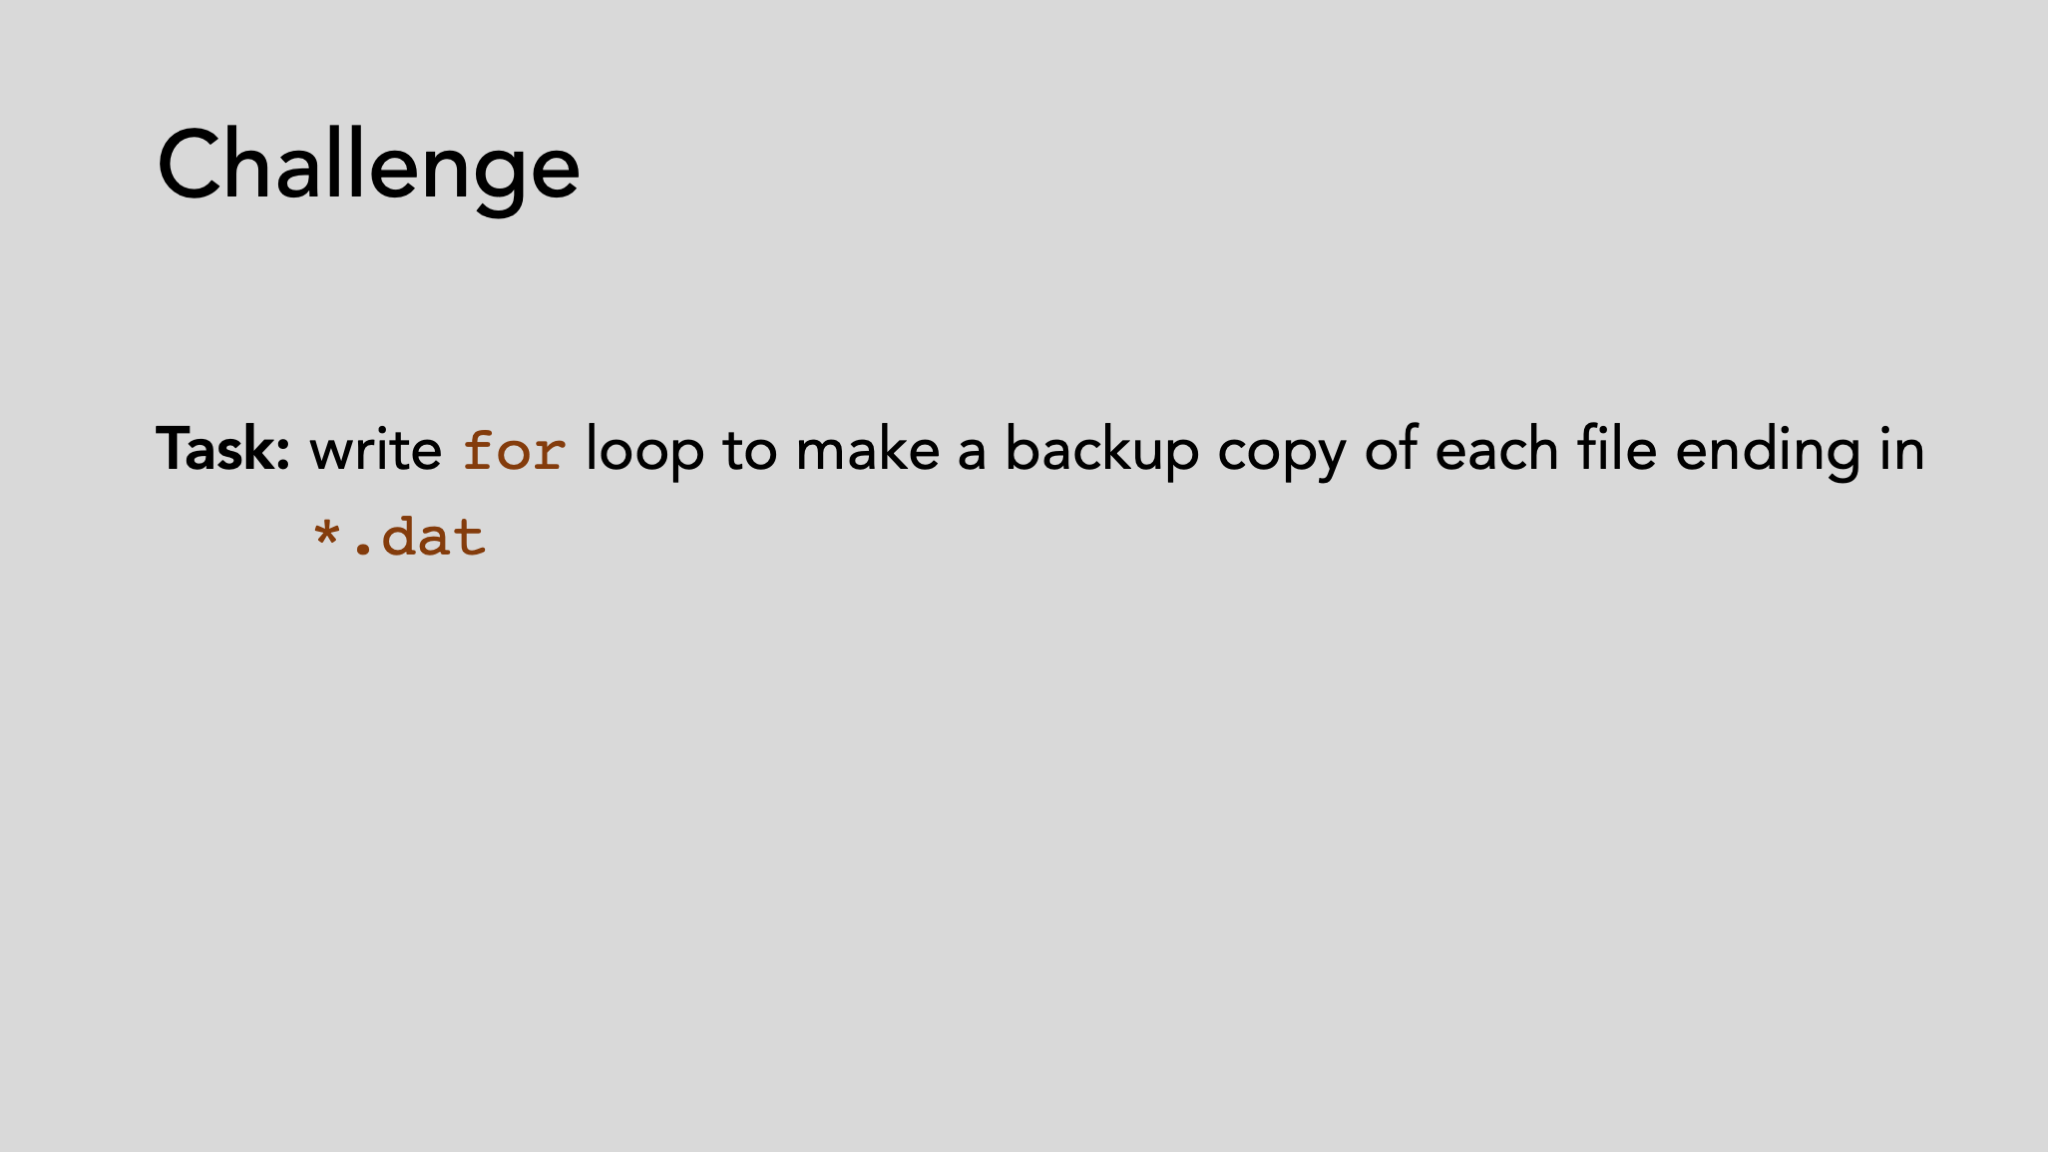 Challenge
Task: write for loop to make a backup copy of each file ending in
*.dat